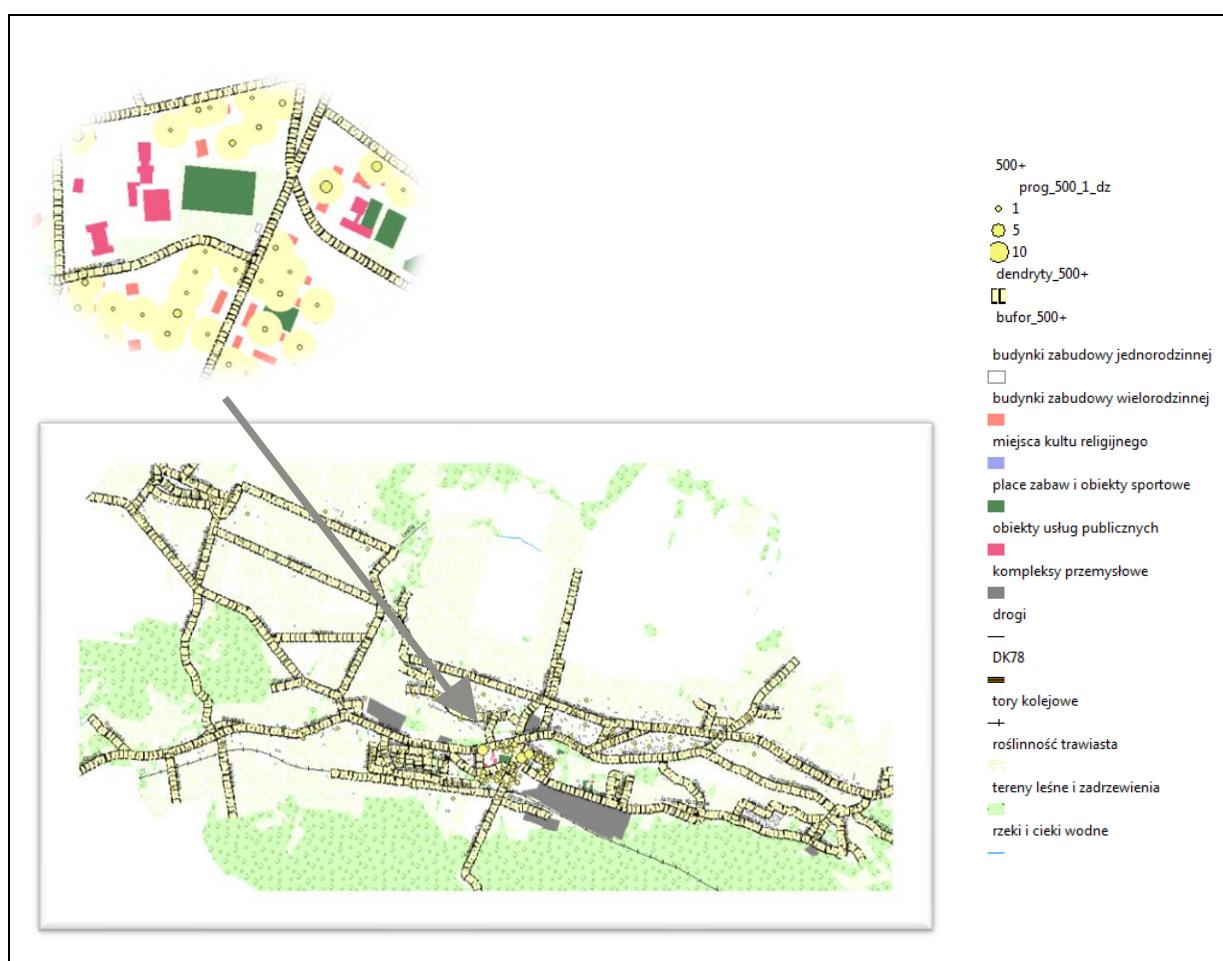 500+
prog_500_1_dz
1
5
10
dendryty_500+
bufor_500+
budynki zabudowy jednorodzinnej
budynki zabudowy wielorodzinnej
miejsca kultu religijnego
place zabaw i obiekty sportowe
obiekty usług publicznych
kompleksy przemysłowe
drogi
DK78
tory kolejowe
roślinność trawiasta
tereny leśne i zadrzewienia
rzeki i cieki wodne